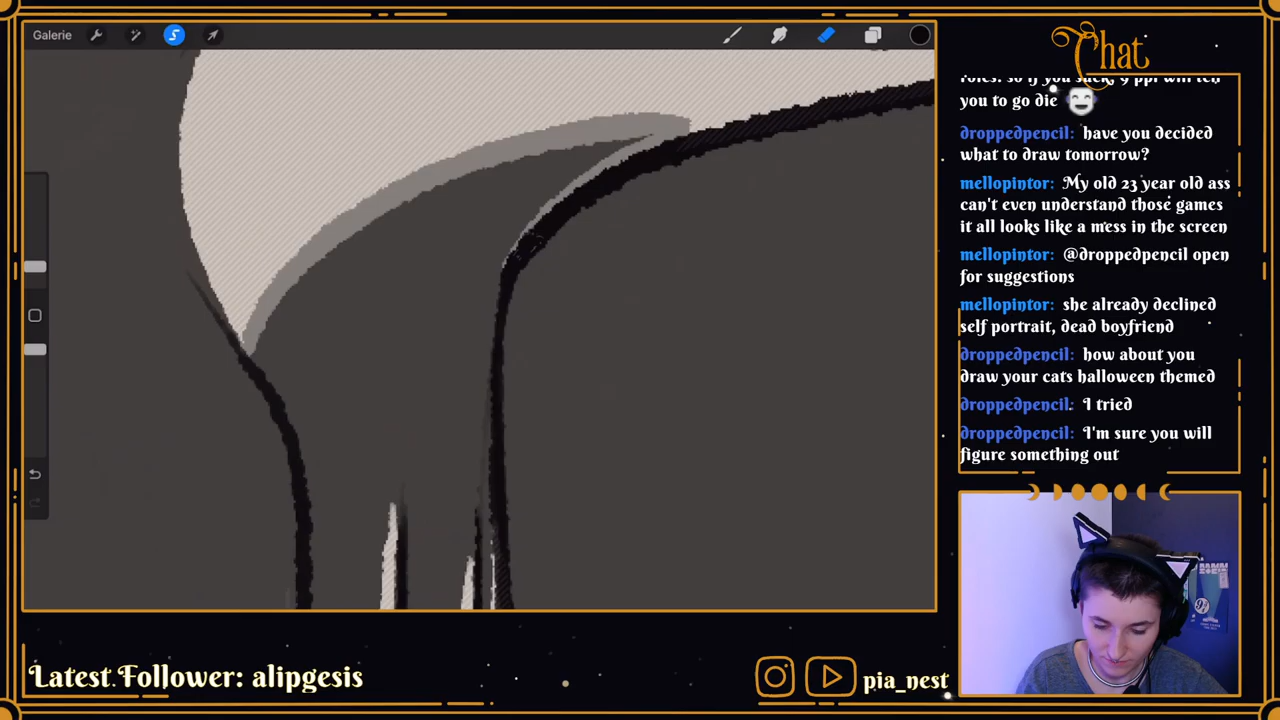 Galerie
Chat
you to go die
droppedpencil: have you decided
what to draw tomorrow?
mellopintor: My old 23 year old ass
can't even understand those games
it all looks like a mess in the screen
mellopintor: @droppedpencil open
for suggestions
mellopintor: she already declined
self portrait, dead boyfriend
droppedpencil: how about you
draw your cats halloween themed
droppedpencil: I tried
droppedpencil: I'm sure you will
figure something out
Latest Follower: alipgesis
pia_nest